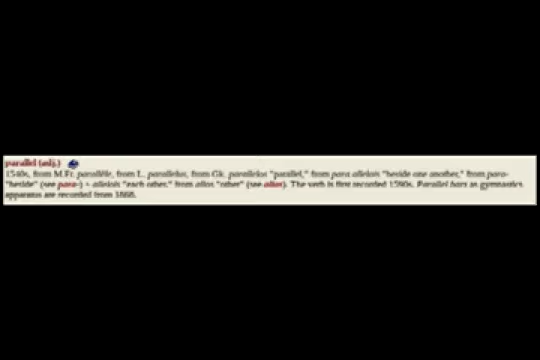 parallel (adj.)
1540s, from M.Fr. parallèle, from L. parallelus, from Gk. parallelos "parallel," from para allelois "beside one another," from para-
"beside" (see para-) + allelois "each other," from allos "other" (see alias). The verb is first recorded 1590s. Parallel bars as gymnastics
apparatus are recorded from 1868.